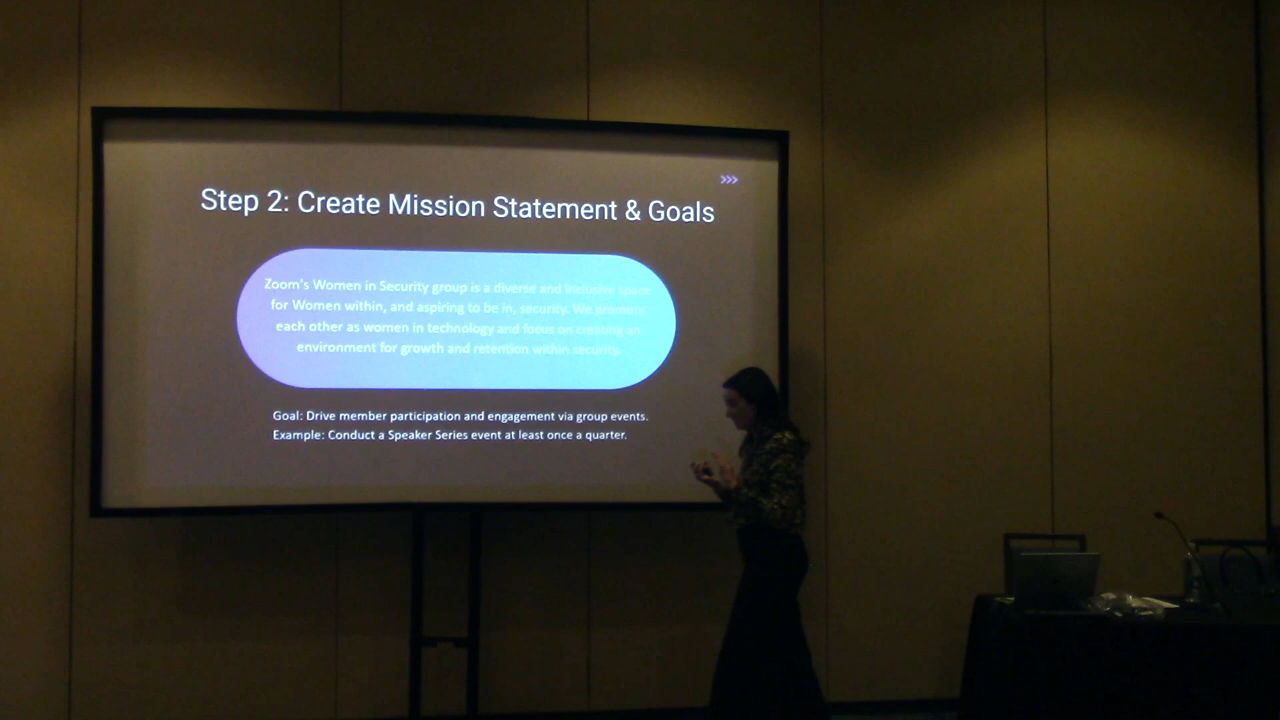 Step 2: Create Mission Statement & Goals
Zoom's Women in Security group is a diverse and inclusive space
for Women within, and aspiring to be in, security. We promote
each other as women in technology and focus on creating an
environment for growth and retention within security.
Goal: Drive member participation and engagement via group events.
Example: Conduct a Speaker Series event at least once a quarter.